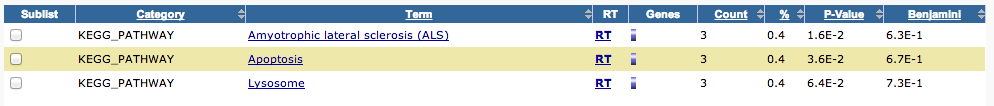 Sublist Category Term RT Genes Count % P-Value Benjamini
KEGG_PATHWAY Amyotrophic lateral sclerosis (ALS) RT 3 0.4 1.6E-2 6.3E-1
KEGG_PATHWAY Apoptosis RT 3 0.4 3.6E-2 6.7E-1
KEGG_PATHWAY Lysosome RT 3 0.4 6.4E-2 7.3E-1